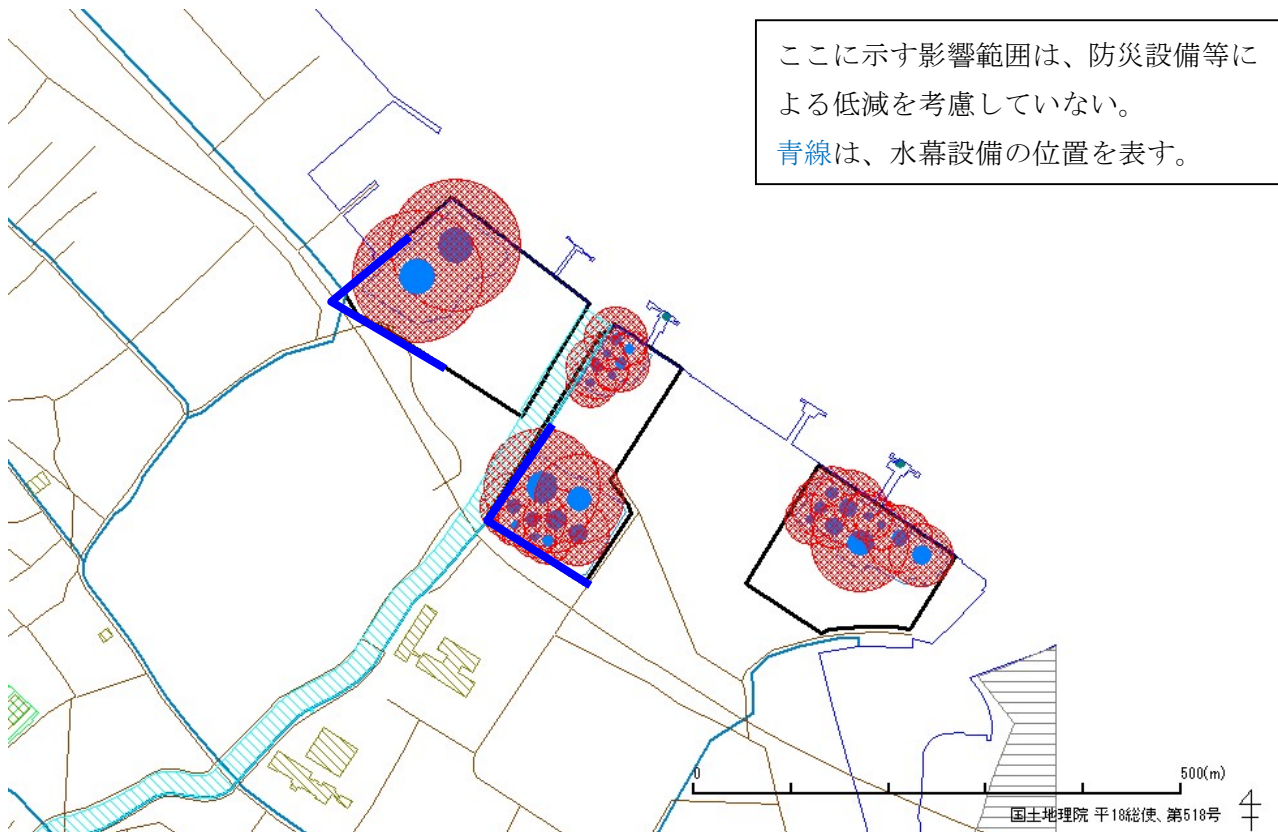 ここに示す影響範囲は、防災設備等に
よる低減を考慮していない。
青線は、水幕設備の位置を表す。
0 500(m)
国土地理院 平18総使、第518号